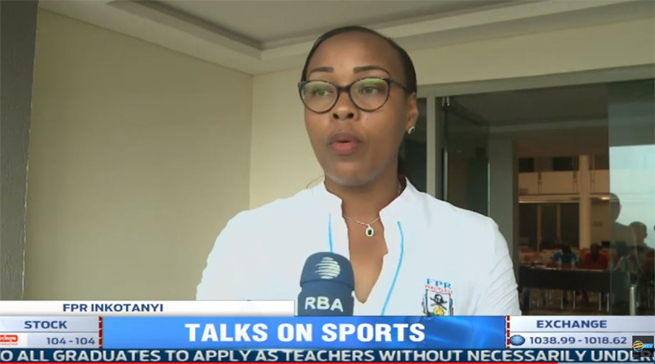 FPR
RBA
FPR INKOTANYI
STOCK
104 - 104
TALKS ON SPORTS
EXCHANGE
1038.99 - 1018.62
O ALL GRADUATES TO APPLY AS TEACHERS WITHOUT NECESSARILY UNDER